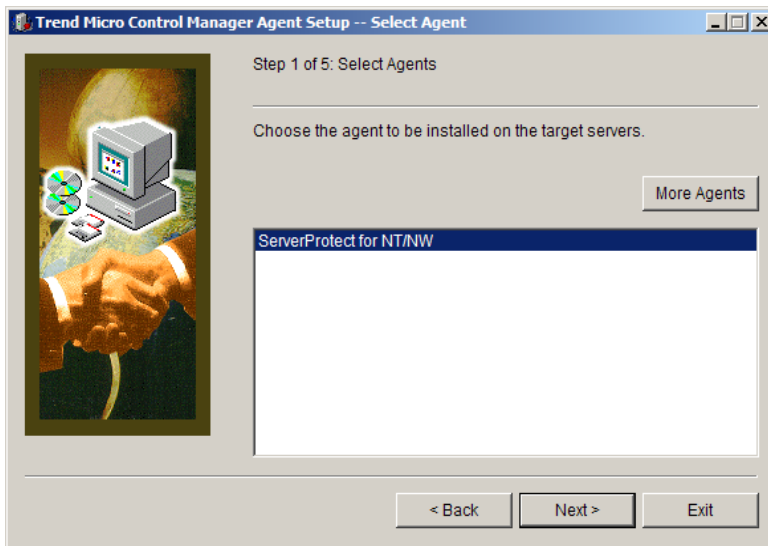 Trend Micro Control Manager Agent Setup -- Select Agent
Step 1 of 5: Select Agents
Choose the agent to be installed on the target servers.
More Agents
ServerProtect for NT/NW
< Back
Next >
Exit